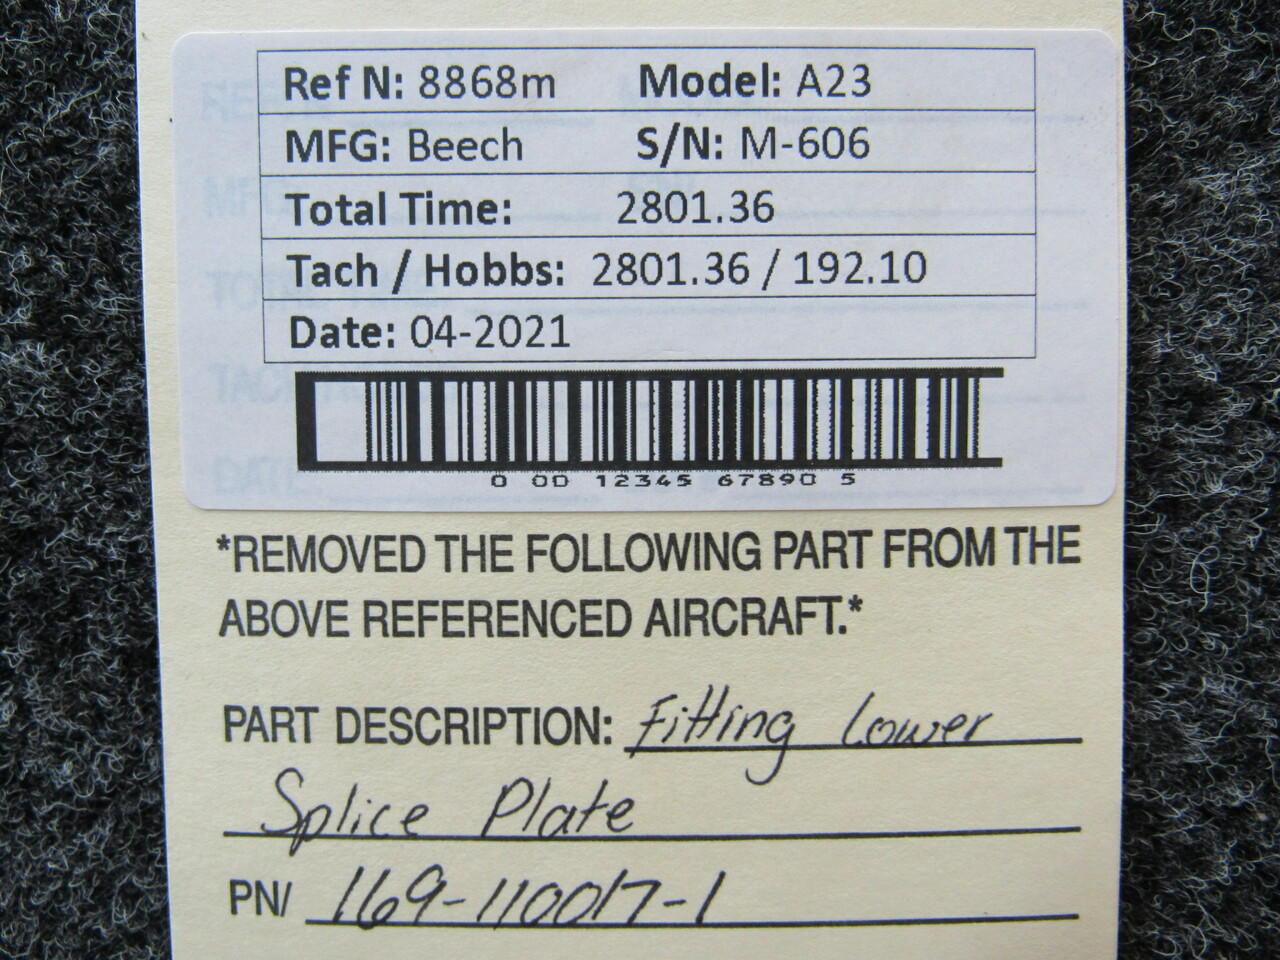 Ref N: 8868m Model: A23
MFG: Beech S/N: M-606
Total Time: 2801.36
Tach / Hobbs: 2801.36 / 192.10
Date: 04-2021
0 00 12345 67890 5
*REMOVED THE FOLLOWING PART FROM THE
ABOVE REFERENCED AIRCRAFT.*
PART DESCRIPTION: Fitting Lower
Splice Plate
PN/ 169-110017-1